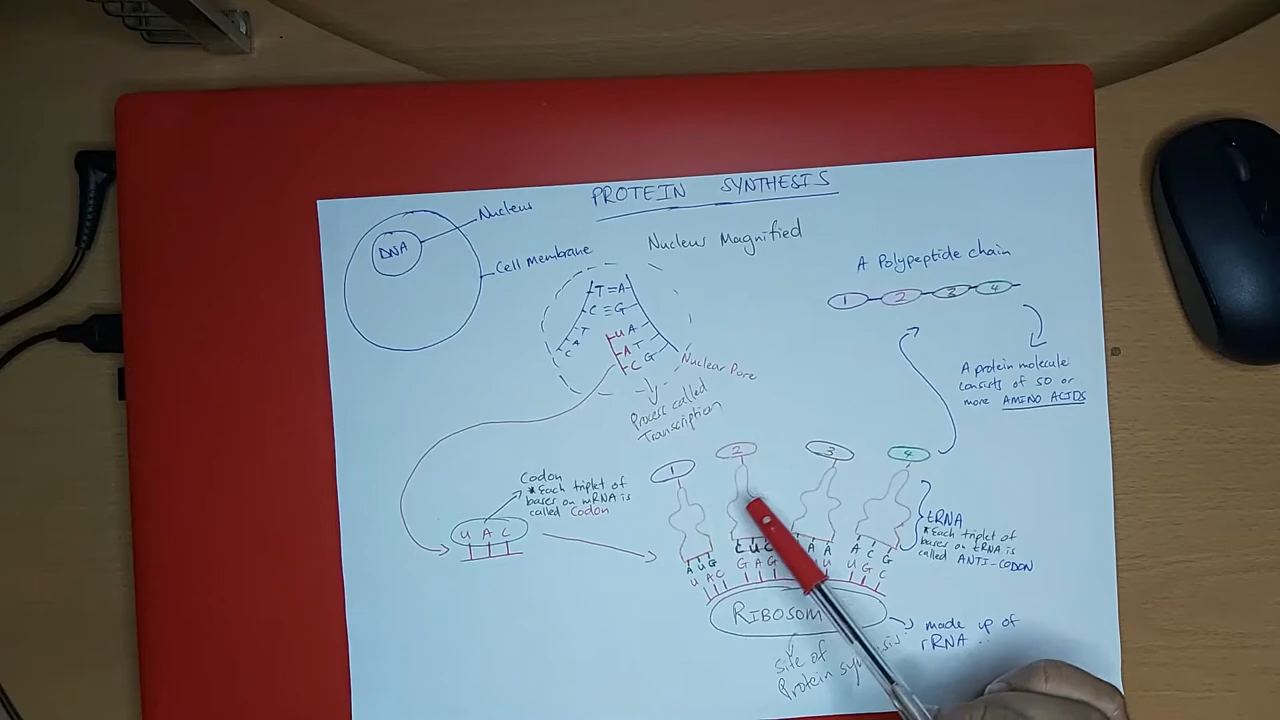 PROTEIN SYNTHESIS
DNA
Nucleus
Cell membrane
Nucleus Magnified
T=A
C≡G
T
A
C
U A
A T
C G
Nuclear Pore
Process called
Transcription
A Polypeptide chain
1 2 3 4
A protein molecule
consists of 50 or
more AMINO ACIDS
Codon
*Each triplet of
bases on mRNA is
called Codon
U A C
1 2 3 4
tRNA
*Each triplet of
bases on tRNA is
called ANTI-CODON
A U G C U C A A A C G
U A C G A G U U G C
RIBOSOM
made up of
rRNA
site of
Protein synthesis